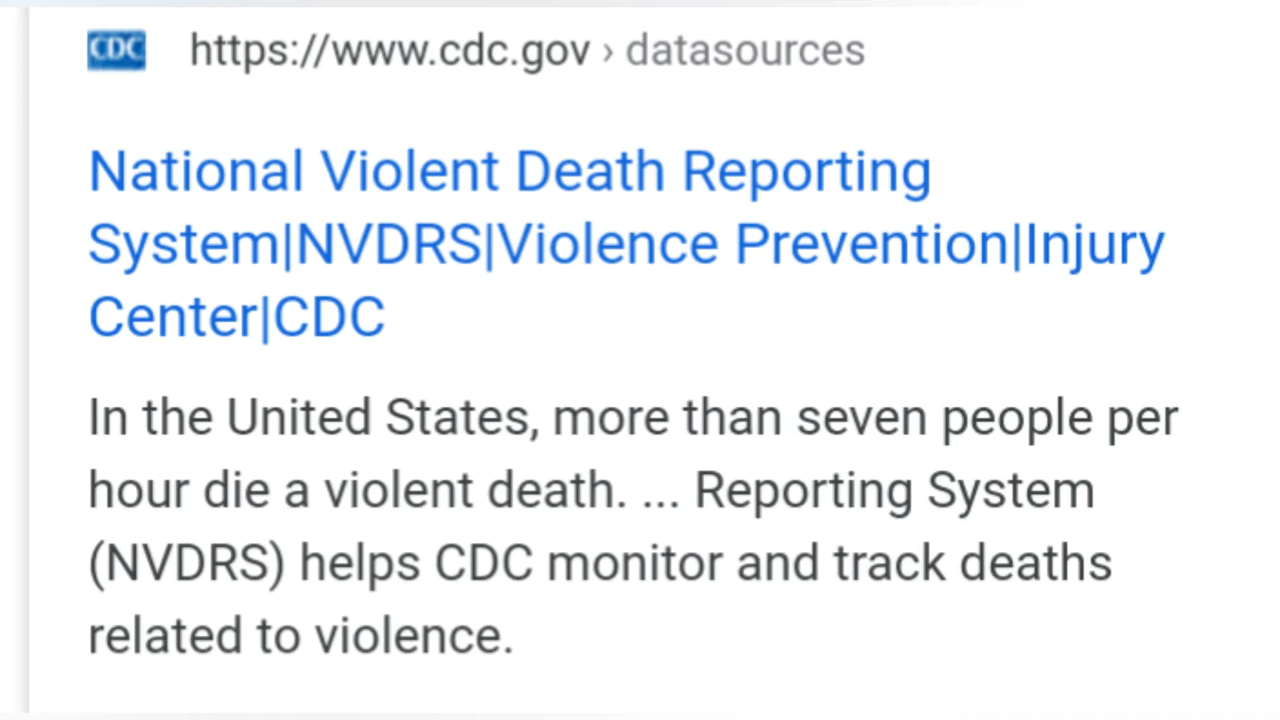 CDC https://www.cdc.gov › datasources
National Violent Death Reporting
System|NVDRS|Violence Prevention|Injury
Center|CDC
In the United States, more than seven people per
hour die a violent death. ... Reporting System
(NVDRS) helps CDC monitor and track deaths
related to violence.